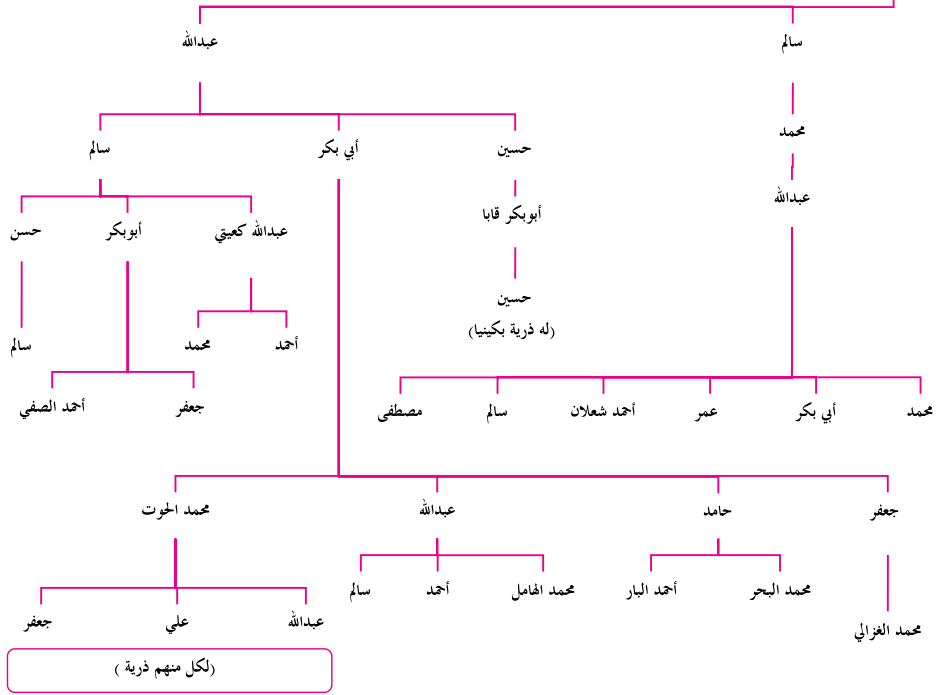 سالم
عبدالله
محمد
حسين
أبي بكر
سالم
عبدالله
أبوبكر قابا
عبدالله كعيتي
أبوبكر
حسن
حسين
(له ذرية بكينيا)
أحمد
محمد
سالم
محمد
أبي بكر
عمر
أحمد شعلان
سالم
مصطفى
جعفر
أحمد الصفي
جعفر
حامد
عبدالله
محمد الحوت
محمد البحر
أحمد البار
محمد الهامل
أحمد
سالم
محمد الغزالي
عبدالله
علي
جعفر
(لكل منهم ذرية )